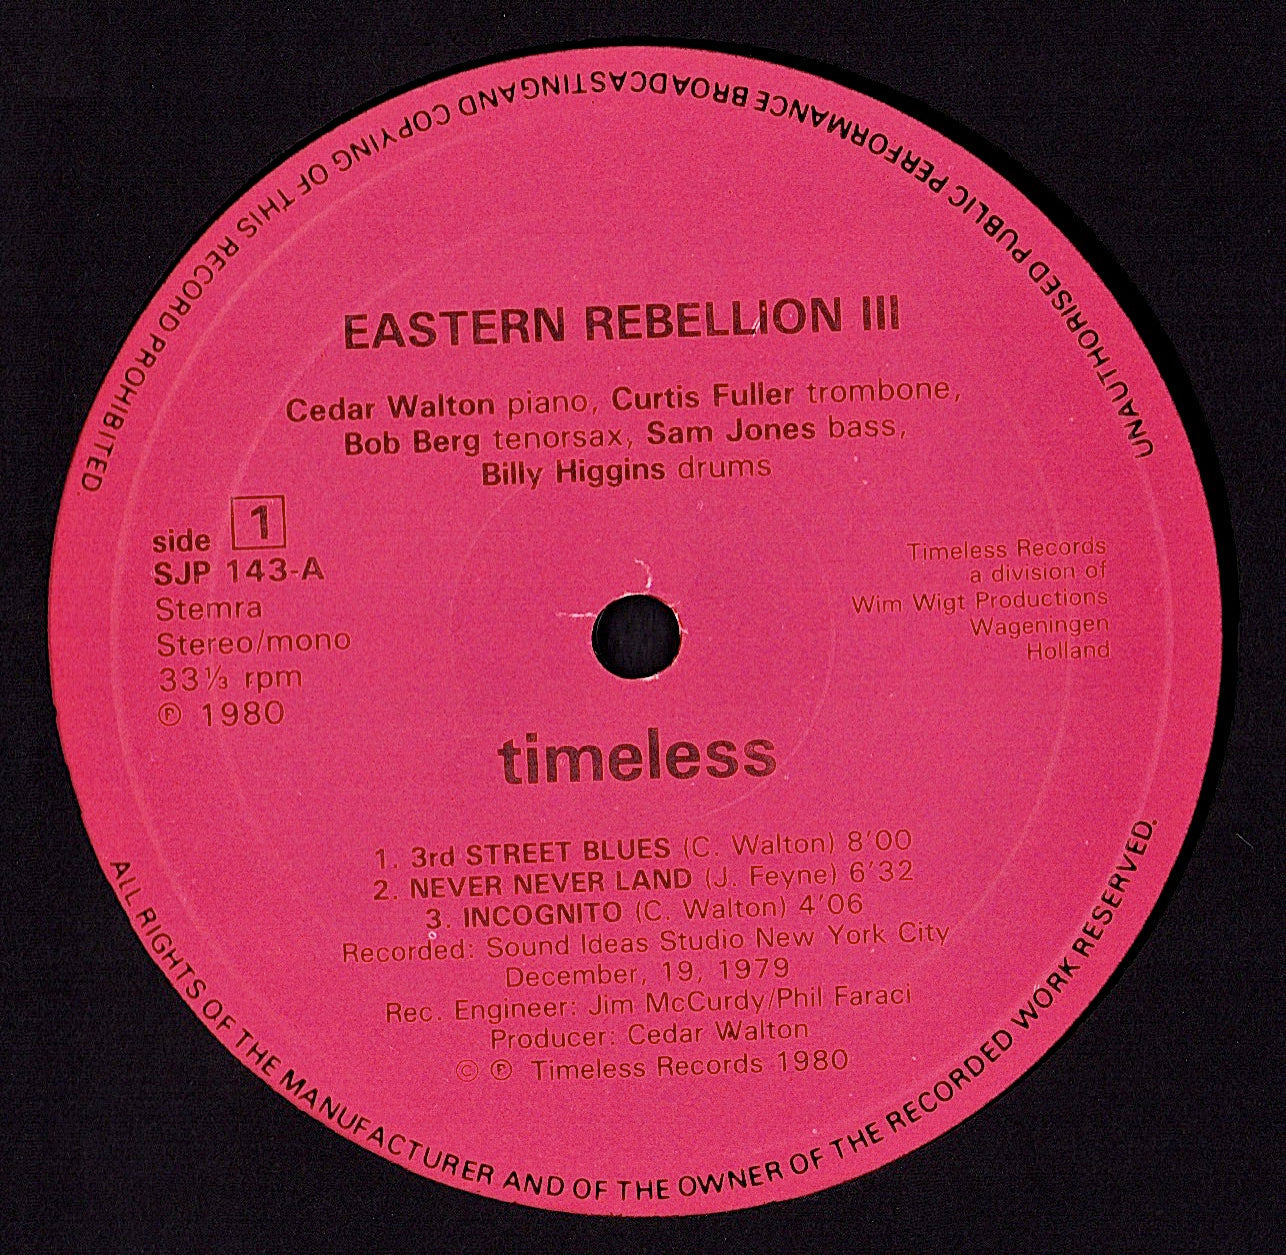 UNAUTHORISED PUBLIC PERFORMANCE BROADCASTING AND COPYING OF THIS RECORD PROHIBITED.
EASTERN REBELLION III
Cedar Walton piano, Curtis Fuller trombone,
Bob Berg tenorsax, Sam Jones bass,
Billy Higgins drums
side 1
SJP 143-A
Stemra
Stereo/mono
33⅓ rpm
℗ 1980
Timeless Records
a division of
Wim Wigt Productions
Wageningen
Holland
timeless
1. 3rd STREET BLUES (C. Walton) 8'00
2. NEVER NEVER LAND (J. Feyne) 6'32
3. INCOGNITO (C. Walton) 4'06
Recorded: Sound Ideas Studio New York City
December, 19, 1979
Rec. Engineer: Jim McCurdy/Phil Faraci
Producer: Cedar Walton
© ℗ Timeless Records 1980
ALL RIGHTS OF THE MANUFACTURER AND OF THE OWNER OF THE RECORDED WORK RESERVED.